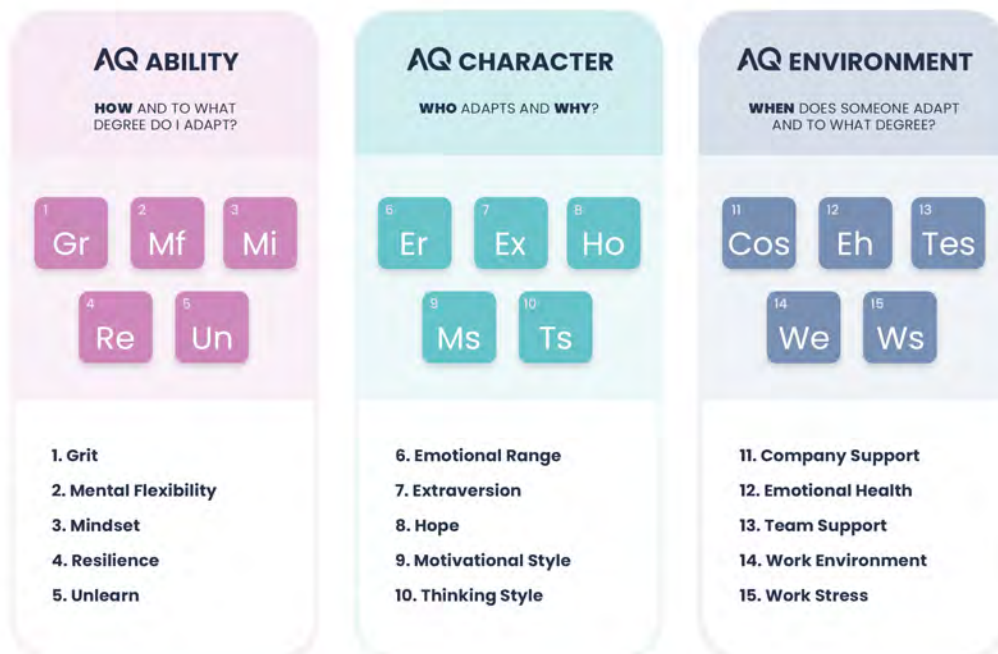 AQ ABILITY
HOW AND TO WHAT
DEGREE DO I ADAPT?
1 Gr
2 Mf
3 Mi
4 Re
5 Un
1. Grit
2. Mental Flexibility
3. Mindset
4. Resilience
5. Unlearn
AQ CHARACTER
WHO ADAPTS AND WHY?
6 Er
7 Ex
8 Ho
9 Ms
10 Ts
6. Emotional Range
7. Extraversion
8. Hope
9. Motivational Style
10. Thinking Style
AQ ENVIRONMENT
WHEN DOES SOMEONE ADAPT
AND TO WHAT DEGREE?
11 Cos
12 Eh
13 Tes
14 We
15 Ws
11. Company Support
12. Emotional Health
13. Team Support
14. Work Environment
15. Work Stress